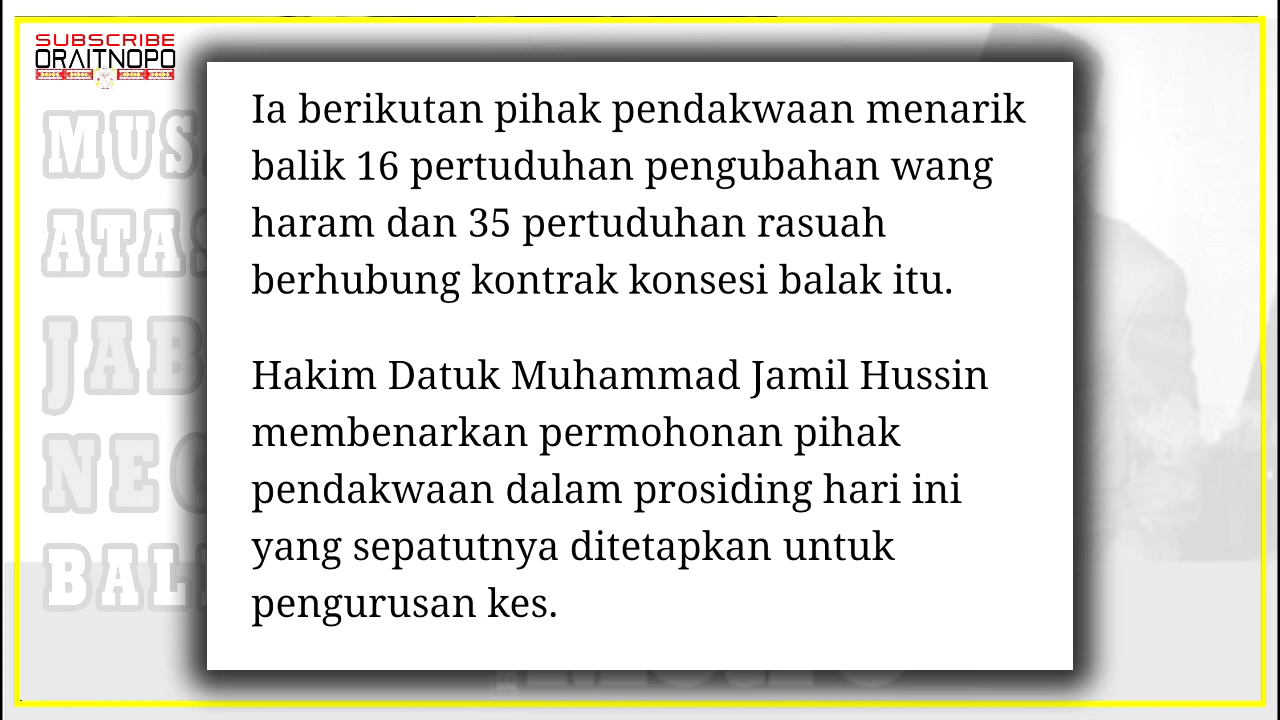 SUBSCRIBE
ORAITNOPO
Ia berikutan pihak pendakwaan menarik
balik 16 pertuduhan pengubahan wang
haram dan 35 pertuduhan rasuah
berhubung kontrak konsesi balak itu.
Hakim Datuk Muhammad Jamil Hussin
membenarkan permohonan pihak
pendakwaan dalam prosiding hari ini
yang sepatutnya ditetapkan untuk
pengurusan kes.